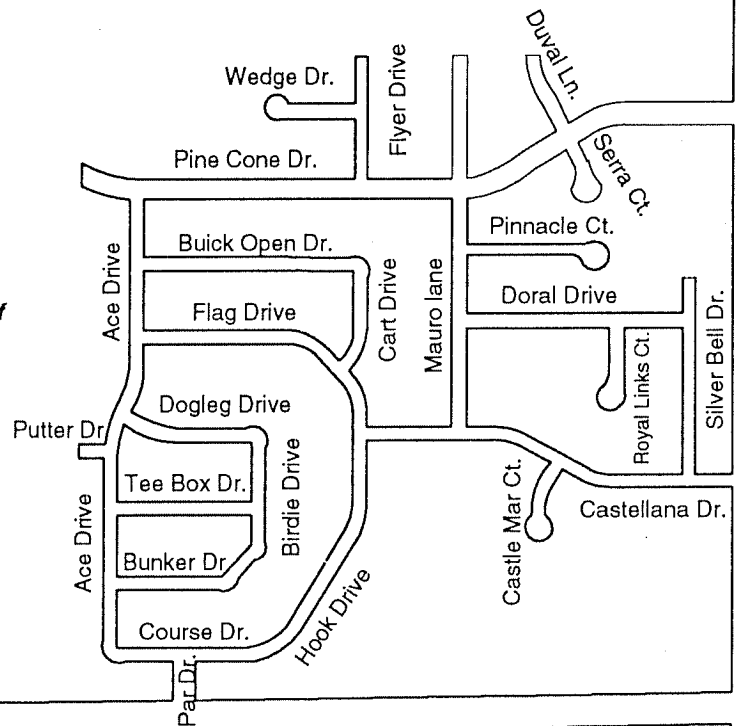 Duval Ln.
Wedge Dr.
Flyer Drive
Pine Cone Dr.
Serra Ct.
Pinnacle Ct.
Buick Open Dr.
Ace Drive
Cart Drive
Mauro lane
Doral Drive
Flag Drive
Silver Bell Dr.
Royal Links Ct.
Dogleg Drive
Putter Dr
Birdie Drive
Tee Box Dr.
Castle Mar Ct.
Castellana Dr.
Ace Drive
Bunker Dr
Hook Drive
Course Dr.
Par Dr.